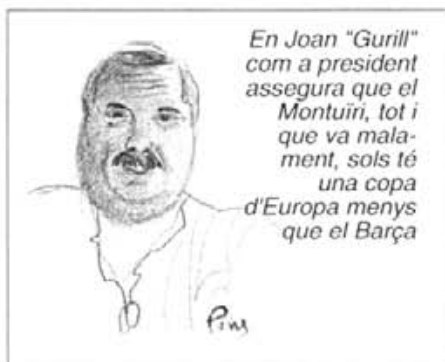 En Joan "Gurill"
com a president
assegura que el
Montuïri, tot i
que va mala-
ment, sols té
una copa
d'Europa menys
que el Barça
Pins